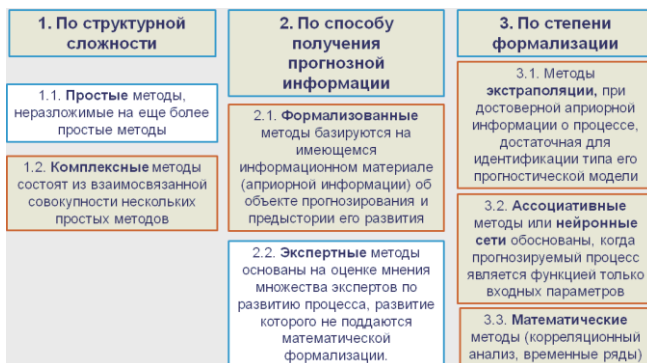 1. По структурной
сложности
1.1. Простые методы,
неразложимые на еще более
простые методы
1.2. Комплексные методы
состоят из взаимосвязанной
совокупности нескольких
простых методов
2. По способу
получения
прогнозной
информации
2.1. Формализованные
методы базируются на
имеющемся
информационном материале
(априорной информации) об
объекте прогнозирования и
предыстории его развития
2.2. Экспертные методы
основаны на оценке мнения
множества экспертов по
развитию процесса, развитие
которого не поддаются
математической
формализации.
3. По степени
формализации
3.1. Методы
экстраполяции, при
достоверной априорной
информации о процессе,
достаточная для
идентификации типа его
прогностической модели
3.2. Ассоциативные
методы или нейронные
сети обоснованы, когда
прогнозируемый процесс
является функцией только
входных параметров
3.3. Математические
методы (корреляционный
анализ, временные ряды)